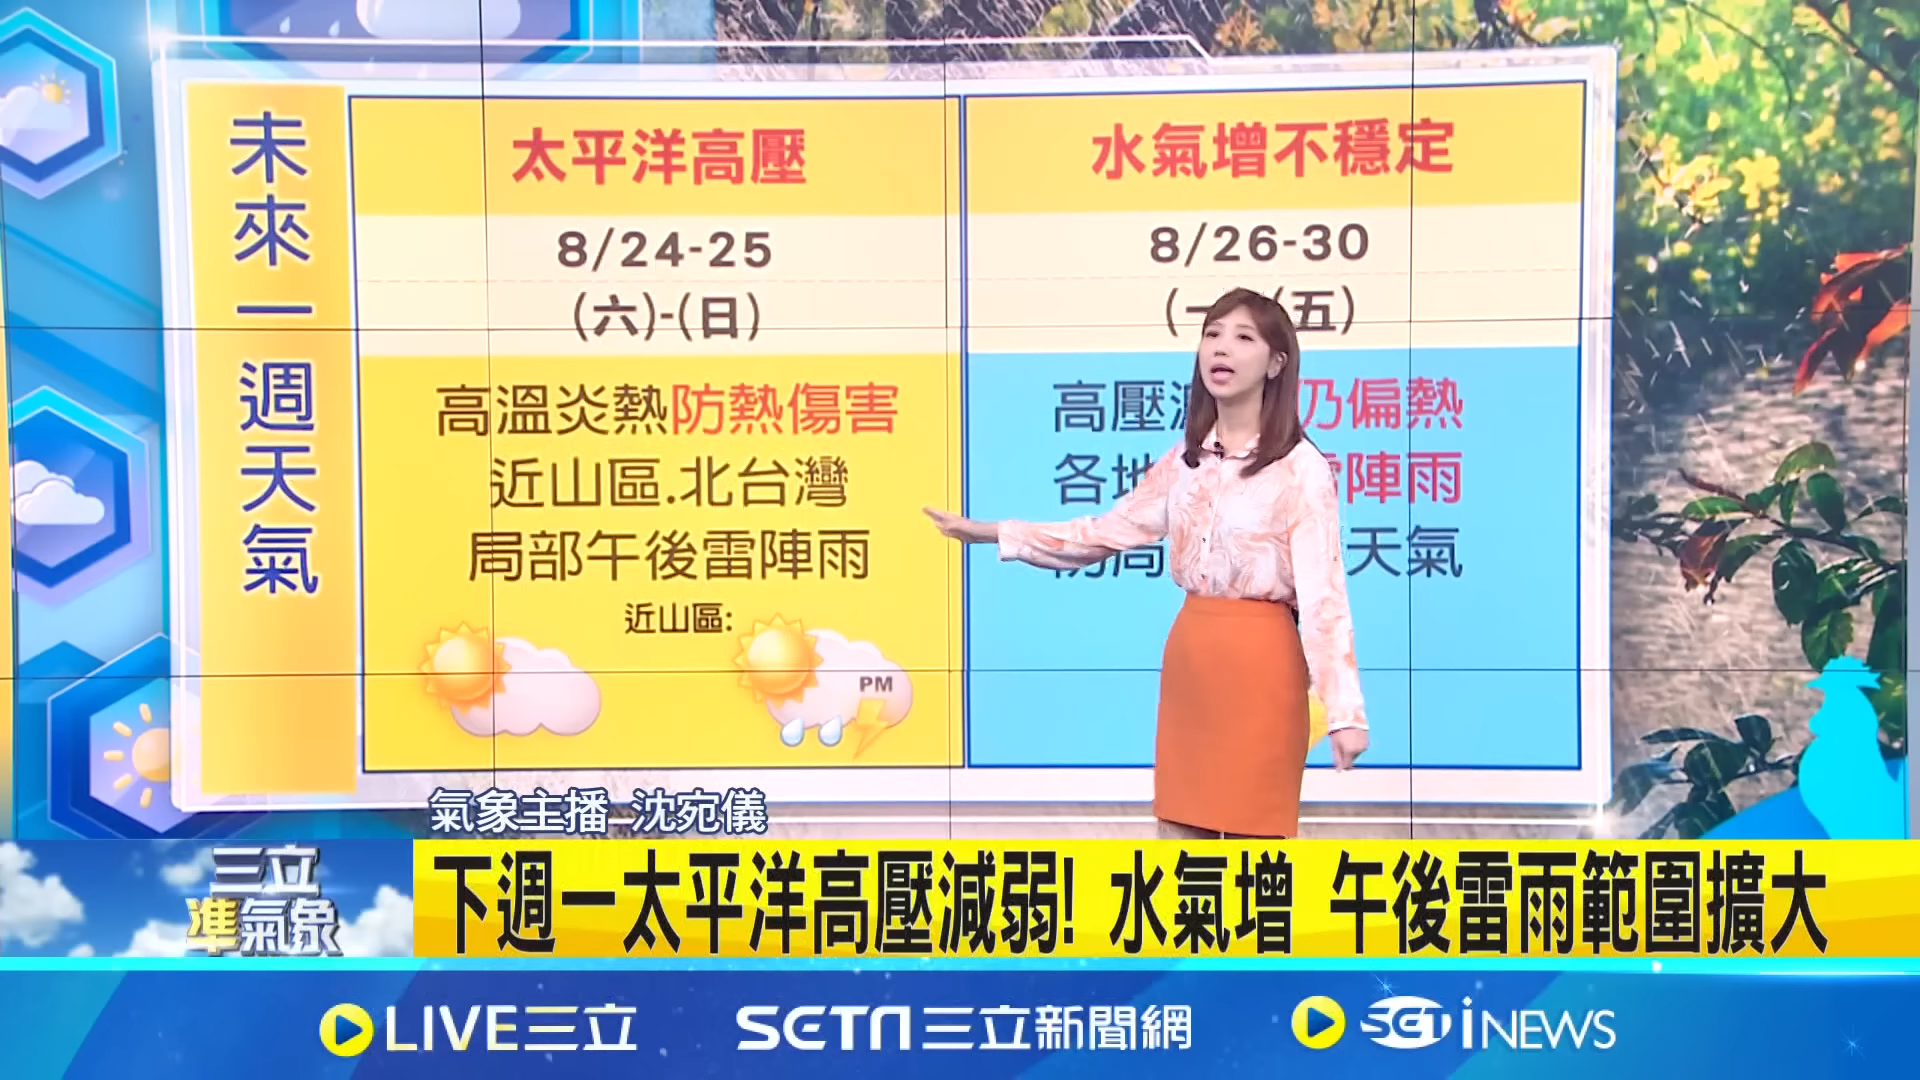 未來一週天氣
太平洋高壓
8/24-25
(六)-(日)
高溫炎熱防熱傷害
近山區.北台灣
局部午後雷陣雨
近山區:
PM
水氣增不穩定
8/26-30
(一 五)
高壓 仍偏熱
各地 雷陣雨
防局 天氣
氣象主播 沈宛儀
三立
準氣象
下週一太平洋高壓減弱! 水氣增 午後雷雨範圍擴大
LIVE三立
SETN三立新聞網
SETiNEWS